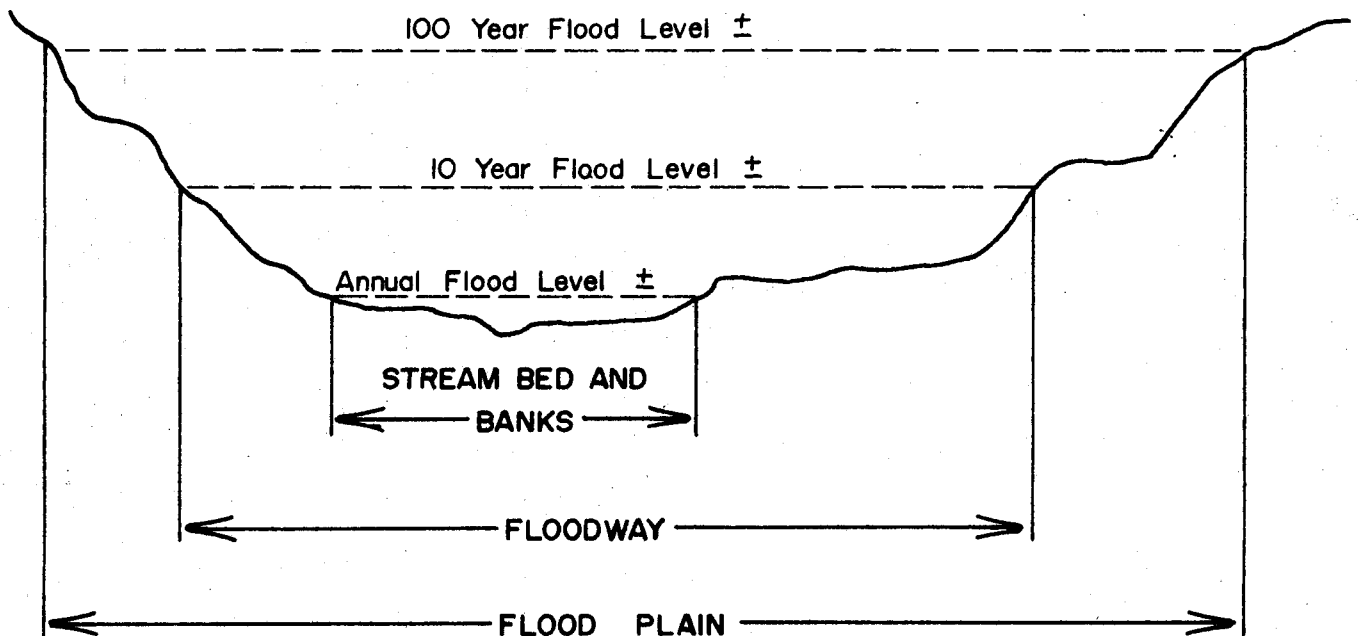 100 Year Flood Level ±
10 Year Flood Level ±
Annual Flood Level ±
STREAM BED AND
BANKS
FLOODWAY
FLOOD PLAIN